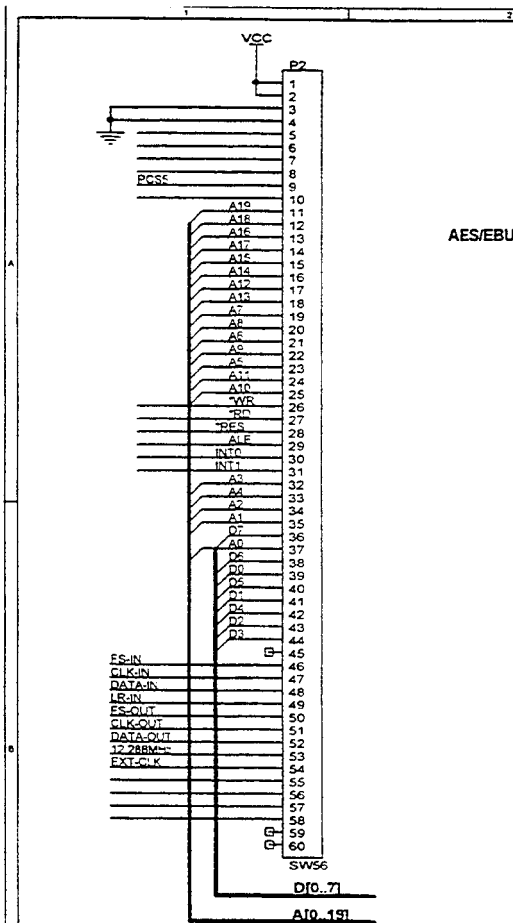 1
2
VCC
P2
1
2
3
4
5
6
7
8
PCS5 9
10
A19 11
A18 12
A16 13
A17 14
A15 15
A14 16
A12 17
A13 18
A7 19
A8 20
A6 21
A9 22
A5 23
A11 24
A10 25
*WR 26
*RD 27
*RES 28
ALE 29
INT0 30
INT1 31
A3 32
A4 33
A2 34
A1 35
D7 36
A0 37
D6 38
D0 39
D5 40
D1 41
D4 42
D2 43
D3 44
45
FS-IN 46
CLK-IN 47
DATA-IN 48
LR-IN 49
FS-OUT 50
CLK-OUT 51
DATA-OUT 52
12.288MHz 53
EXT-CLK 54
55
56
57
58
59
60
SW56
D[0..7]
A[0..19]
AES/EBU
A
B